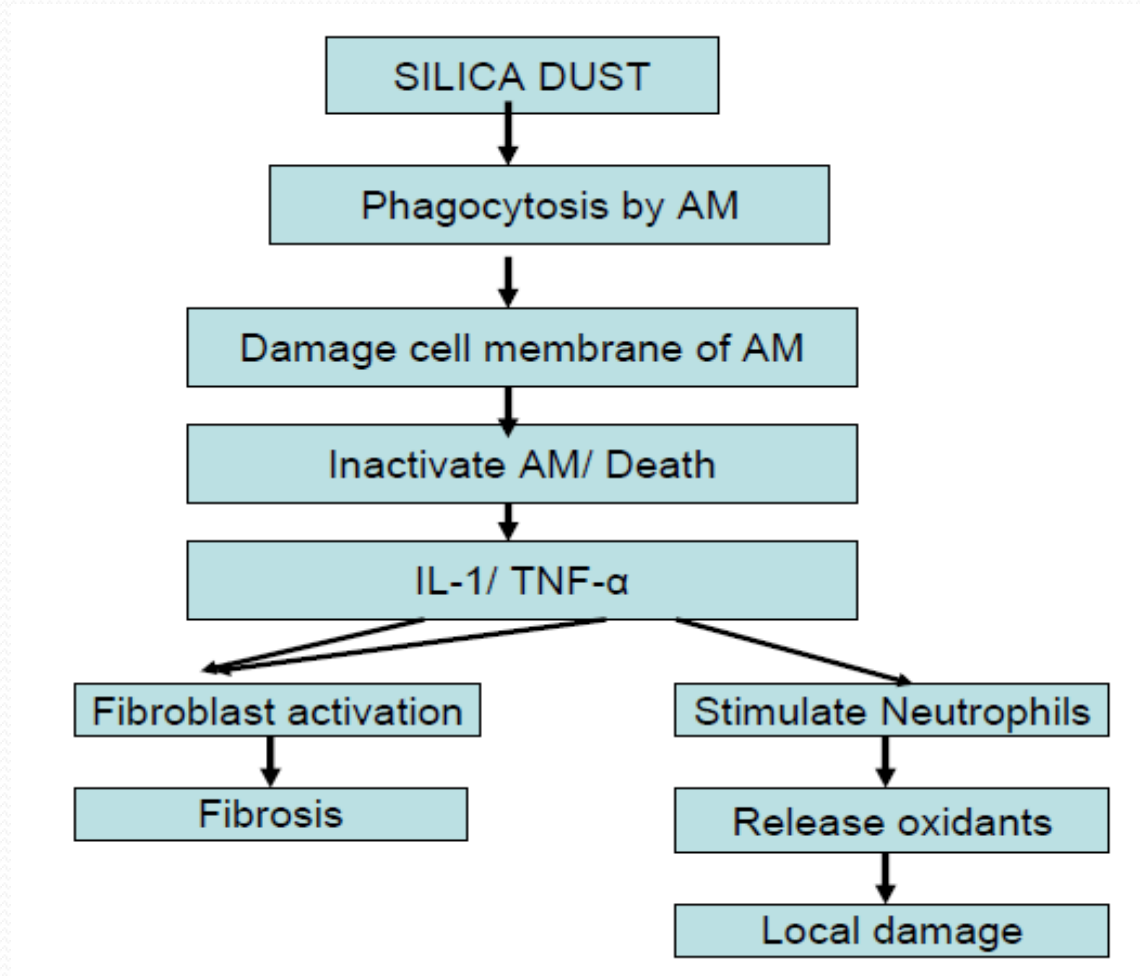 SILICA DUST
Phagocytosis by AM
Damage cell membrane of AM
Inactivate AM/ Death
IL-1/ TNF-α
Fibroblast activation
Stimulate Neutrophils
Fibrosis
Release oxidants
Local damage